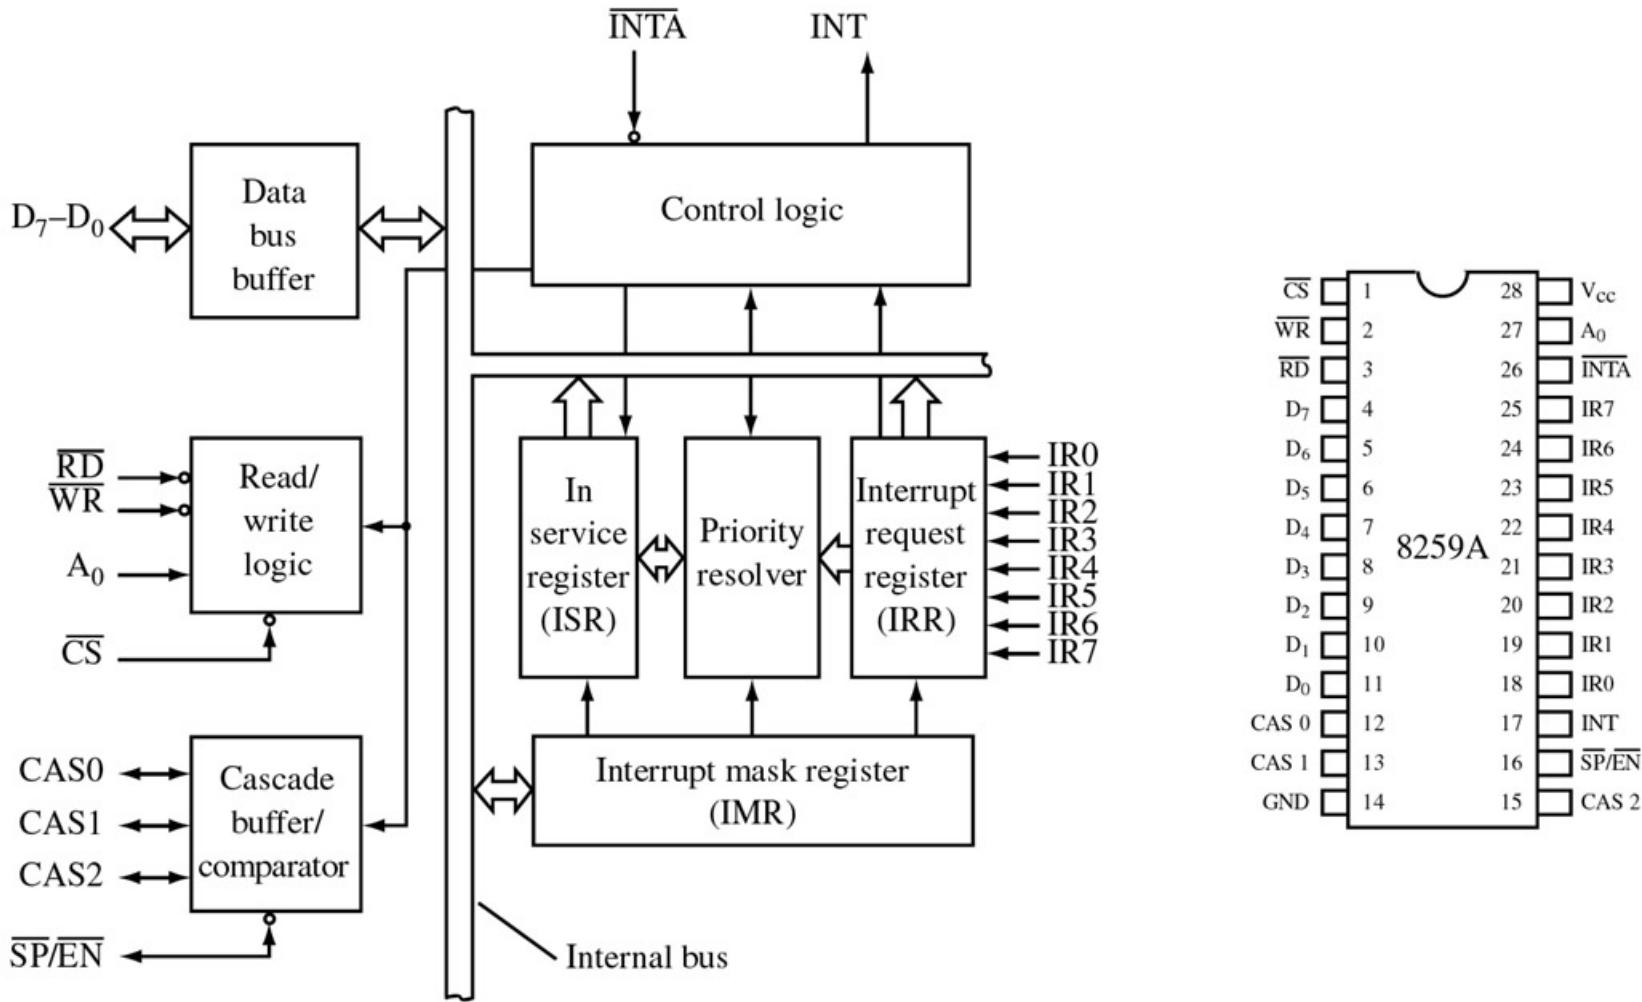 INTA
INT
Data
bus
buffer
D7–D0
Control logic
RD
WR
A0
CS
Read/
write
logic
In
service
register
(ISR)
Priority
resolver
Interrupt
request
register
(IRR)
IR0
IR1
IR2
IR3
IR4
IR5
IR6
IR7
CAS0
CAS1
CAS2
SP/EN
Cascade
buffer/
comparator
Interrupt mask register
(IMR)
Internal bus
CS 1 28 Vcc
WR 2 27 A0
RD 3 26 INTA
D7 4 25 IR7
D6 5 24 IR6
D5 6 23 IR5
D4 7 22 IR4
8259A
D3 8 21 IR3
D2 9 20 IR2
D1 10 19 IR1
D0 11 18 IR0
CAS 0 12 17 INT
CAS 1 13 16 SP/EN
GND 14 15 CAS 2